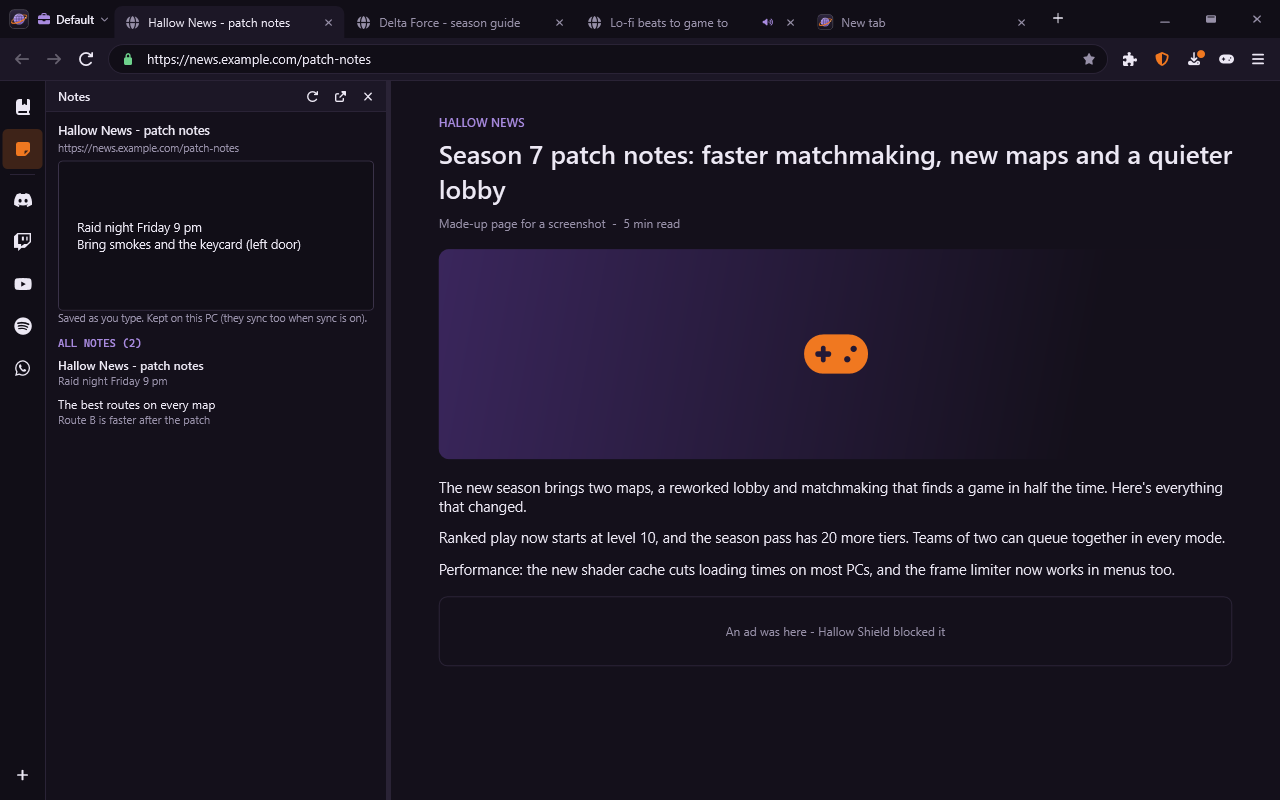 Default
Hallow News - patch notes
Delta Force - season guide
Lo-fi beats to game to
New tab
https://news.example.com/patch-notes
Notes
Hallow News - patch notes
https://news.example.com/patch-notes
Raid night Friday 9 pm
Bring smokes and the keycard (left door)
Saved as you type. Kept on this PC (they sync too when sync is on).
ALL NOTES (2)
Hallow News - patch notes
Raid night Friday 9 pm
The best routes on every map
Route B is faster after the patch
HALLOW NEWS
Season 7 patch notes: faster matchmaking, new maps and a quieter
lobby
Made-up page for a screenshot - 5 min read
The new season brings two maps, a reworked lobby and matchmaking that finds a game in half the time. Here's everything
that changed.
Ranked play now starts at level 10, and the season pass has 20 more tiers. Teams of two can queue together in every mode.
Performance: the new shader cache cuts loading times on most PCs, and the frame limiter now works in menus too.
An ad was here - Hallow Shield blocked it